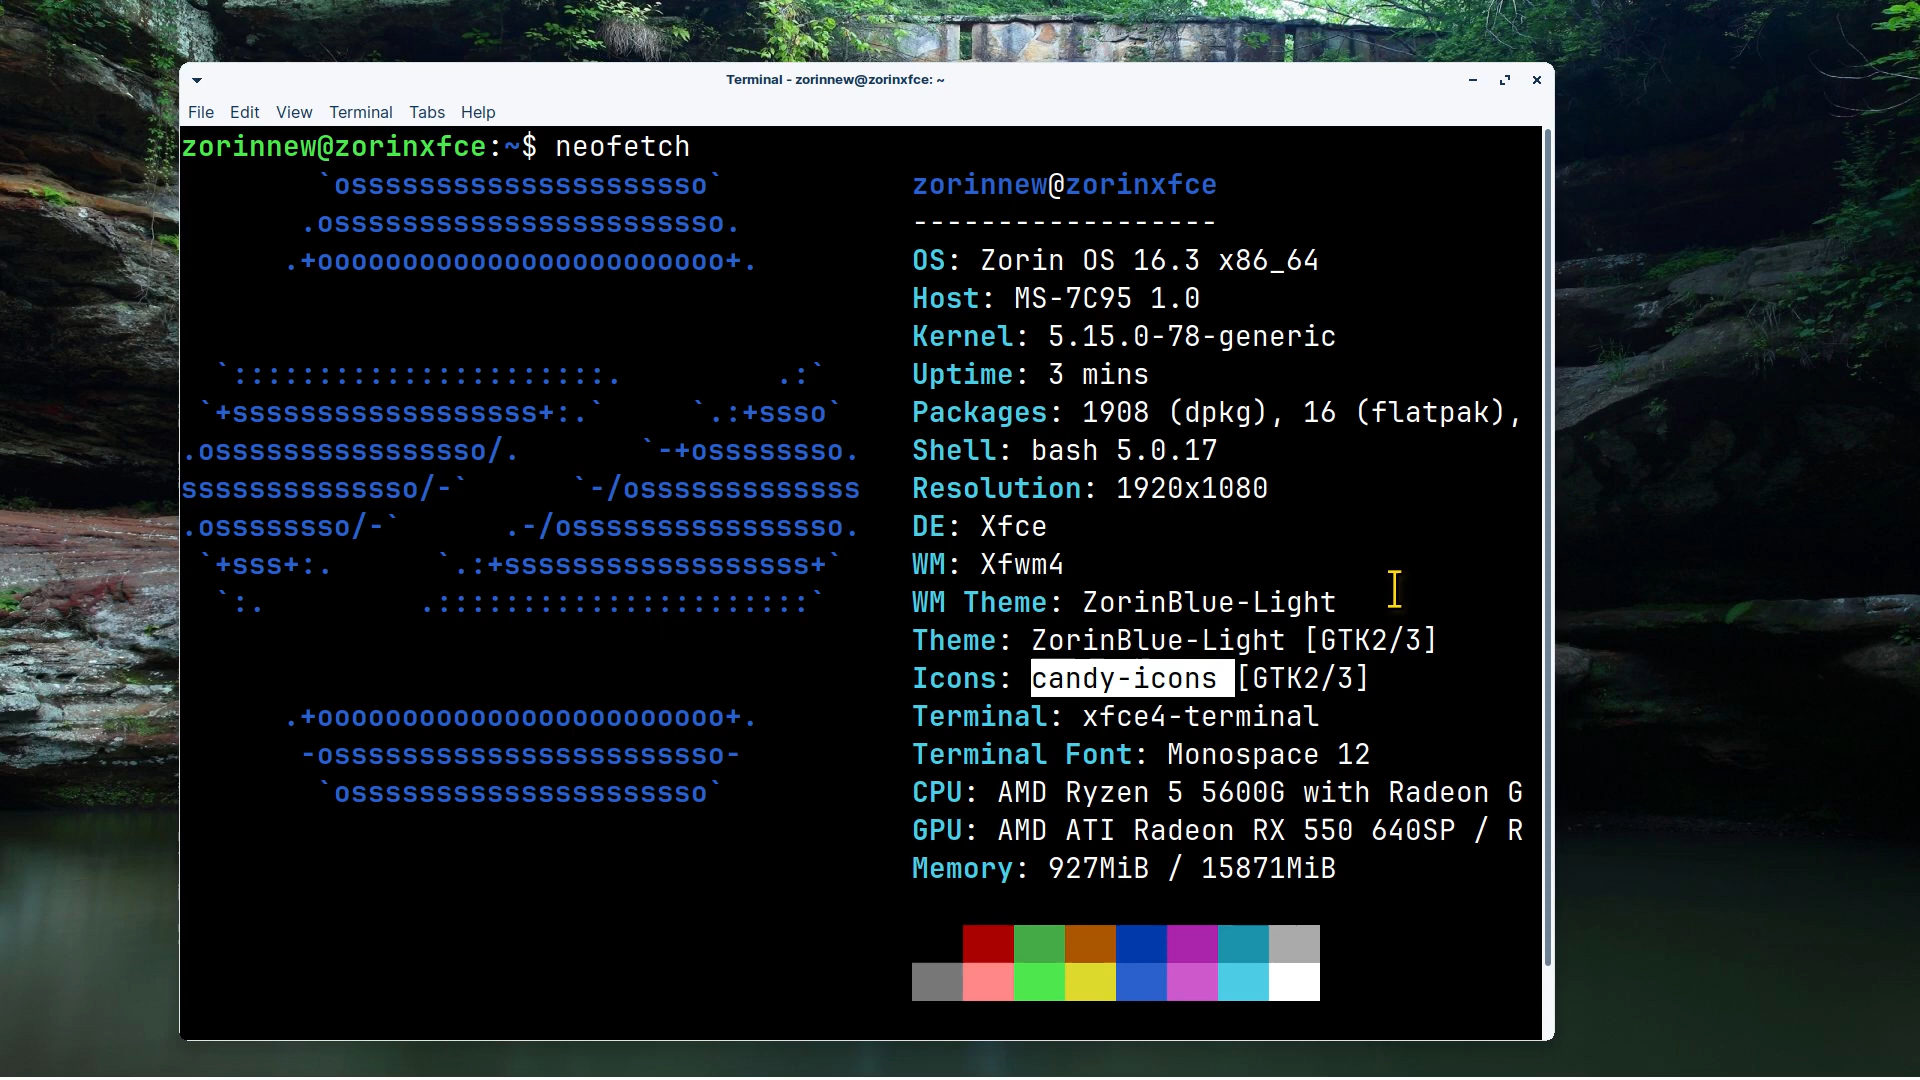 Terminal - zorinnew@zorinxfce: ~
File Edit View Terminal Tabs Help
zorinnew@zorinxfce:~$ neofetch
`osssssssssssssssssssso` zorinnew@zorinxfce
.osssssssssssssssssssssso. ------------------
.+oooooooooooooooooooooooo+. OS: Zorin OS 16.3 x86_64
Host: MS-7C95 1.0
Kernel: 5.15.0-78-generic
`::::::::::::::::::::::. .:` Uptime: 3 mins
`+ssssssssssssssssss+:.` `.:+ssso` Packages: 1908 (dpkg), 16 (flatpak),
.ossssssssssssssso/. `-+ossssssso. Shell: bash 5.0.17
ssssssssssssso/-` `-/osssssssssssss Resolution: 1920x1080
.ossssssso/-` .-/ossssssssssssssso. DE: Xfce
`+sss+:. `.:+ssssssssssssssssss+` WM: Xfwm4
`:. .::::::::::::::::::::::` WM Theme: ZorinBlue-Light
Theme: ZorinBlue-Light [GTK2/3]
Icons: candy-icons [GTK2/3]
.+oooooooooooooooooooooooo+. Terminal: xfce4-terminal
-osssssssssssssssssssssso- Terminal Font: Monospace 12
`osssssssssssssssssssso` CPU: AMD Ryzen 5 5600G with Radeon G
GPU: AMD ATI Radeon RX 550 640SP / R
Memory: 927MiB / 15871MiB